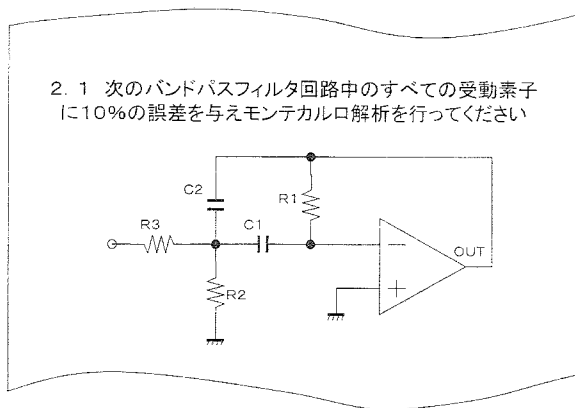 2. 1 次のバンドパスフィルタ回路中のすべての受動素子
に10%の誤差を与えモンテカルロ解析を行ってください
C2
R1
R3
C1
OUT
R2